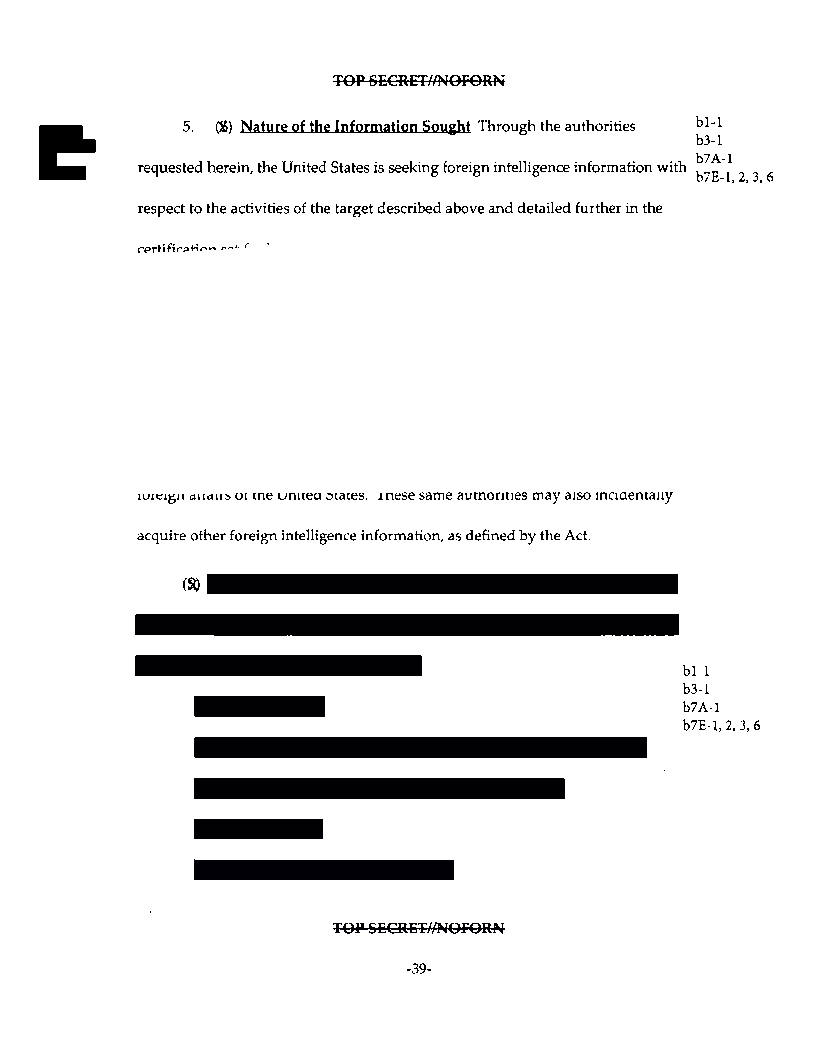 TOP SECRET//NOFORN
5. (S) Nature of the Information Sought Through the authorities
b1-1
b3-1
b7A-1
b7E-1, 2, 3, 6
requested herein, the United States is seeking foreign intelligence information with
respect to the activities of the target described above and detailed further in the
certification set
foreign affairs of the United States. These same authorities may also incidentally
acquire other foreign intelligence information, as defined by the Act.
(S)
b1-1
b3-1
b7A-1
b7E-1, 2, 3, 6
TOP SECRET//NOFORN
-39-